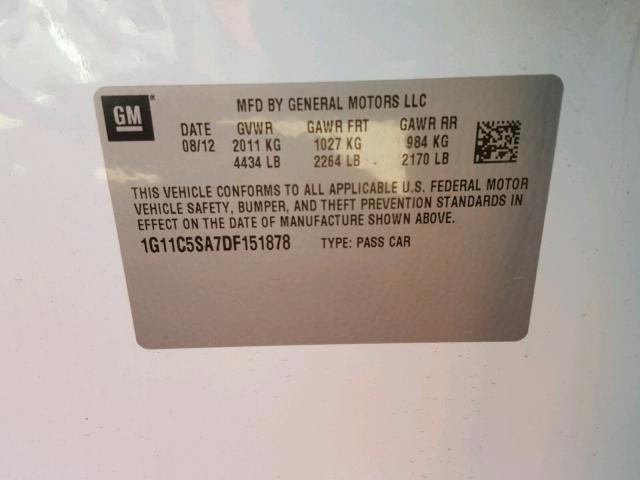 GM
MFD BY GENERAL MOTORS LLC
DATE GVWR GAWR FRT GAWR RR
08/12 2011 KG 1027 KG 984 KG
4434 LB 2264 LB 2170 LB
THIS VEHICLE CONFORMS TO ALL APPLICABLE U.S. FEDERAL MOTOR
VEHICLE SAFETY, BUMPER, AND THEFT PREVENTION STANDARDS IN
EFFECT ON THE DATE OF MANUFACTURE SHOWN ABOVE.
1G11C5SA7DF151878 TYPE: PASS CAR